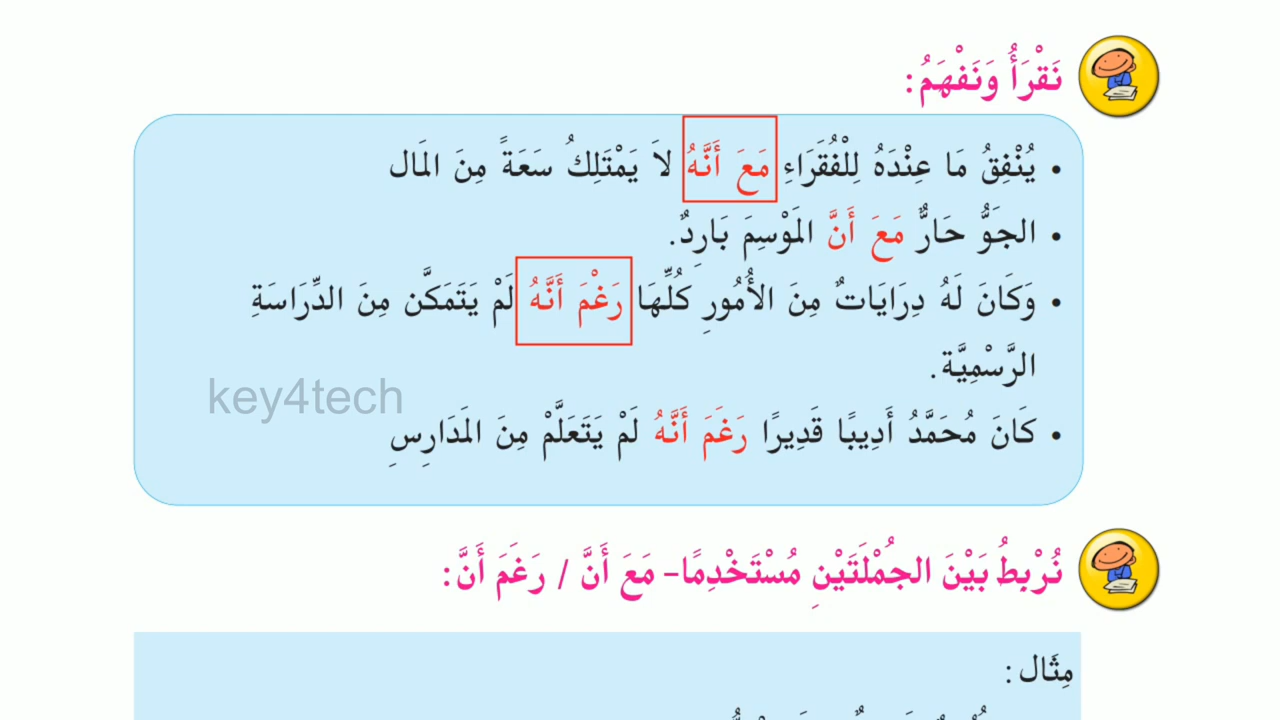 نَقْرَأُ وَنَفْهَمُ:
• يُنْفِقُ مَا عِنْدَهُ لِلْفُقَرَاءِ مَعَ أَنَّهُ لاَ يَمْتَلِكُ سَعَةً مِنَ المَال
• الجَوُّ حَارٌّ مَعَ أَنَّ المَوْسِمَ بَارِدٌ.
• وَكَانَ لَهُ دِرَايَاتٌ مِنَ الأُمُورِ كُلِّهَا رَغْمَ أَنَّهُ لَمْ يَتَمَكَّن مِنَ الدِّرَاسَةِ
الرَّسْمِيَّة.
key4tech
• كَانَ مُحَمَّدُ أَدِيبًا قَدِيرًا رَغَمَ أَنَّهُ لَمْ يَتَعَلَّمْ مِنَ المَدَارِسِ
نُرْبِطُ بَيْنَ الجُمْلَتَيْنِ مُسْتَخْدِمًا- مَعَ أَنَّ / رَغَمَ أَنَّ:
مِثَال :